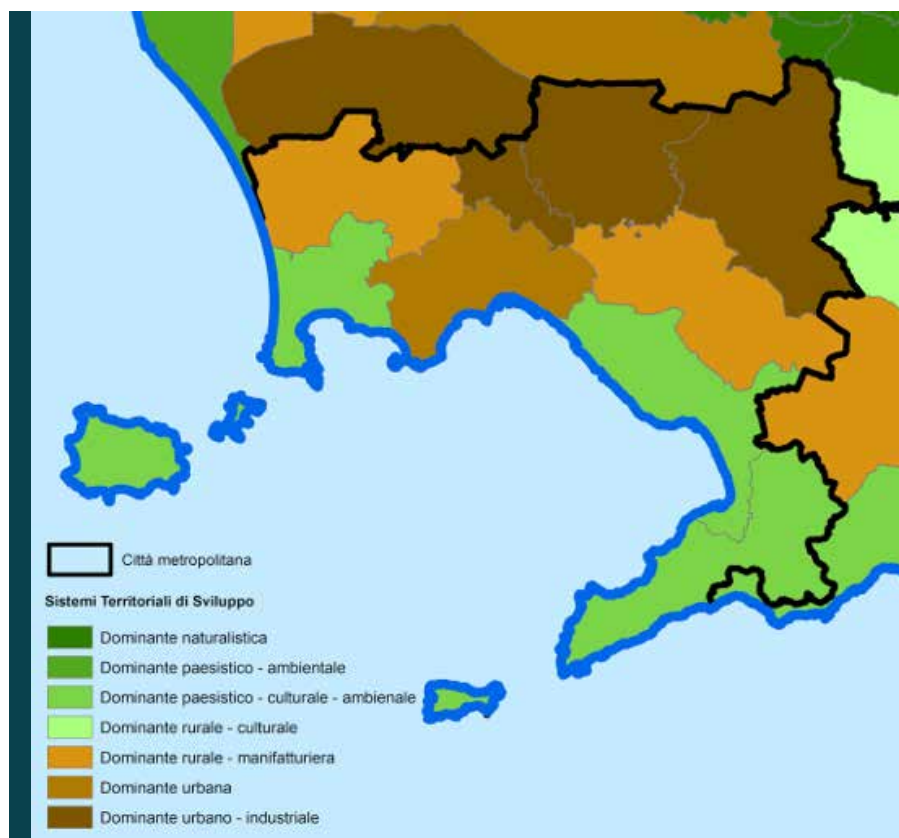 Città metropolitana
Sistemi Territoriali di Sviluppo
Dominante naturalistica
Dominante paesistico - ambientale
Dominante paesistico - culturale - ambienale
Dominante rurale - culturale
Dominante rurale - manifatturiera
Dominante urbana
Dominante urbano - industriale